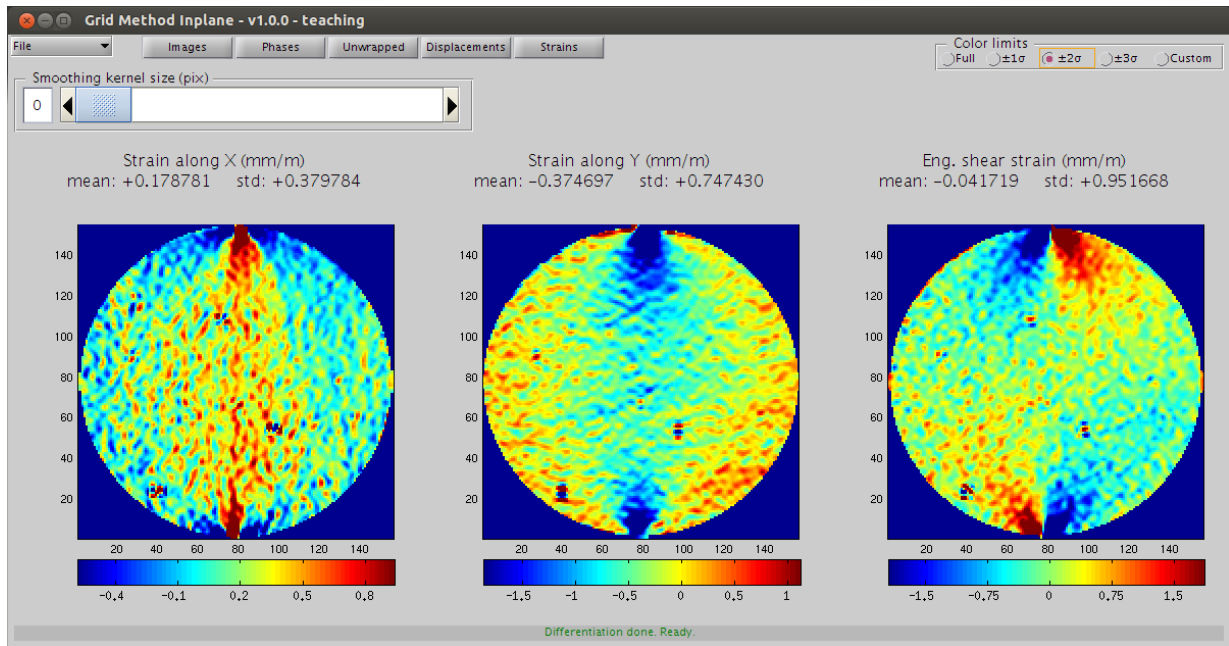 Grid Method Inplane - v1.0.0 - teaching
File Images Phases Unwrapped Displacements Strains
Color limits
Full ±1σ ±2σ ±3σ Custom
Smoothing kernel size (pix)
0
Strain along X (mm/m)
mean: +0.178781 std: +0.379784
Strain along Y (mm/m)
mean: -0.374697 std: +0.747430
Eng. shear strain (mm/m)
mean: -0.041719 std: +0.951668
140 140 140
120 120 120
100 100 100
80 80 80
60 60 60
40 40 40
20 20 20
20 40 60 80 100 120 140 20 40 60 80 100 120 140 20 40 60 80 100 120 140
-0.4 -0.1 0.2 0.5 0.8 -1.5 -1 -0.5 0 0.5 1 -1.5 -0.75 0 0.75 1.5
Differentiation done. Ready.